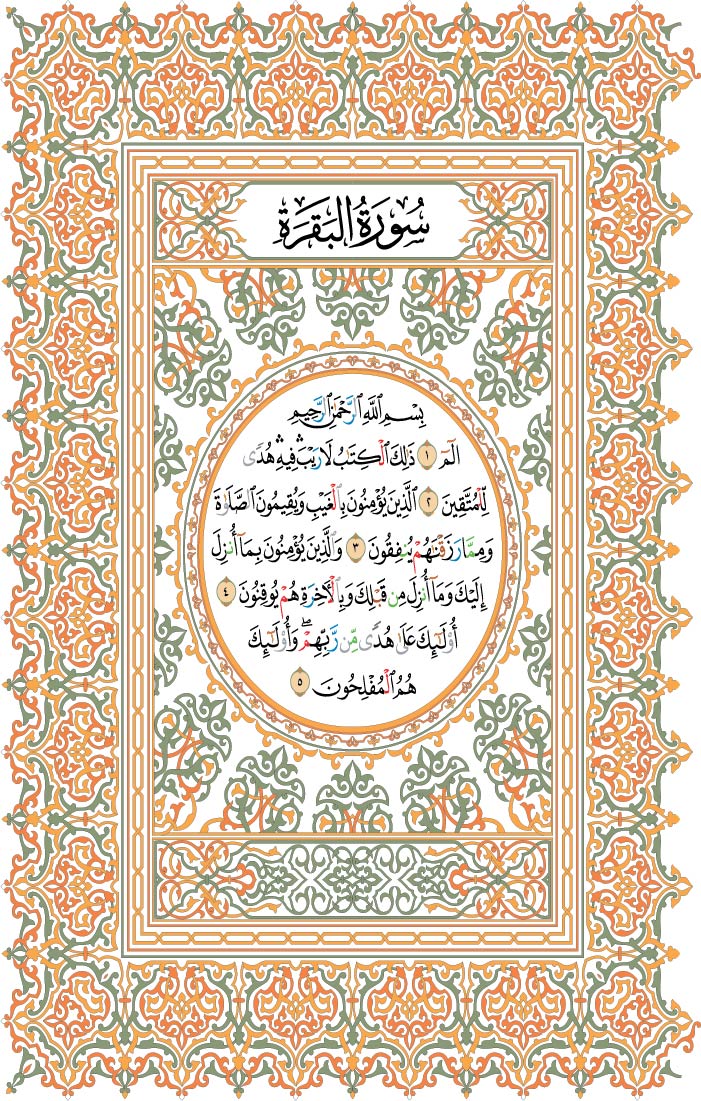 سُورَةُ الْبَقَرَةِ
بِسْمِ ٱللَّهِ ٱلرَّحْمَٰنِ ٱلرَّحِيمِ
الٓمٓ ١ ذَٰلِكَ ٱلْكِتَٰبُ لَا رَيْبَ ۛ فِيهِ ۛ هُدًى
لِّلْمُتَّقِينَ ٢ ٱلَّذِينَ يُؤْمِنُونَ بِٱلْغَيْبِ وَيُقِيمُونَ ٱلصَّلَوٰةَ
وَمِمَّا رَزَقْنَٰهُمْ يُنفِقُونَ ٣ وَٱلَّذِينَ يُؤْمِنُونَ بِمَآ أُنزِلَ
إِلَيْكَ وَمَآ أُنزِلَ مِن قَبْلِكَ وَبِٱلْأَخِرَةِ هُمْ يُوقِنُونَ ٤
أُو۟لَٰٓئِكَ عَلَىٰ هُدًى مِّن رَّبِّهِمْ ۖ وَأُو۟لَٰٓئِكَ
هُمُ ٱلْمُفْلِحُونَ ٥